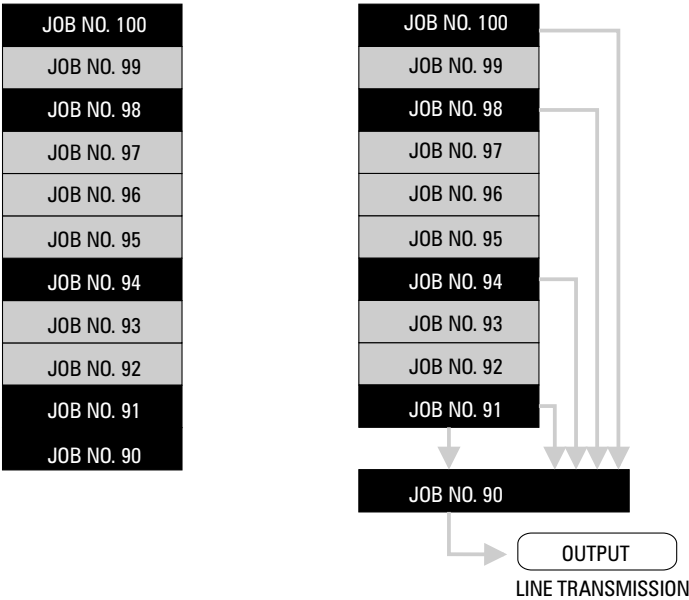 JOB NO. 100
JOB NO. 99
JOB NO. 98
JOB NO. 97
JOB NO. 96
JOB NO. 95
JOB NO. 94
JOB NO. 93
JOB NO. 92
JOB NO. 91
JOB NO. 90
JOB NO. 100
JOB NO. 99
JOB NO. 98
JOB NO. 97
JOB NO. 96
JOB NO. 95
JOB NO. 94
JOB NO. 93
JOB NO. 92
JOB NO. 91
JOB NO. 90
OUTPUT
LINE TRANSMISSION